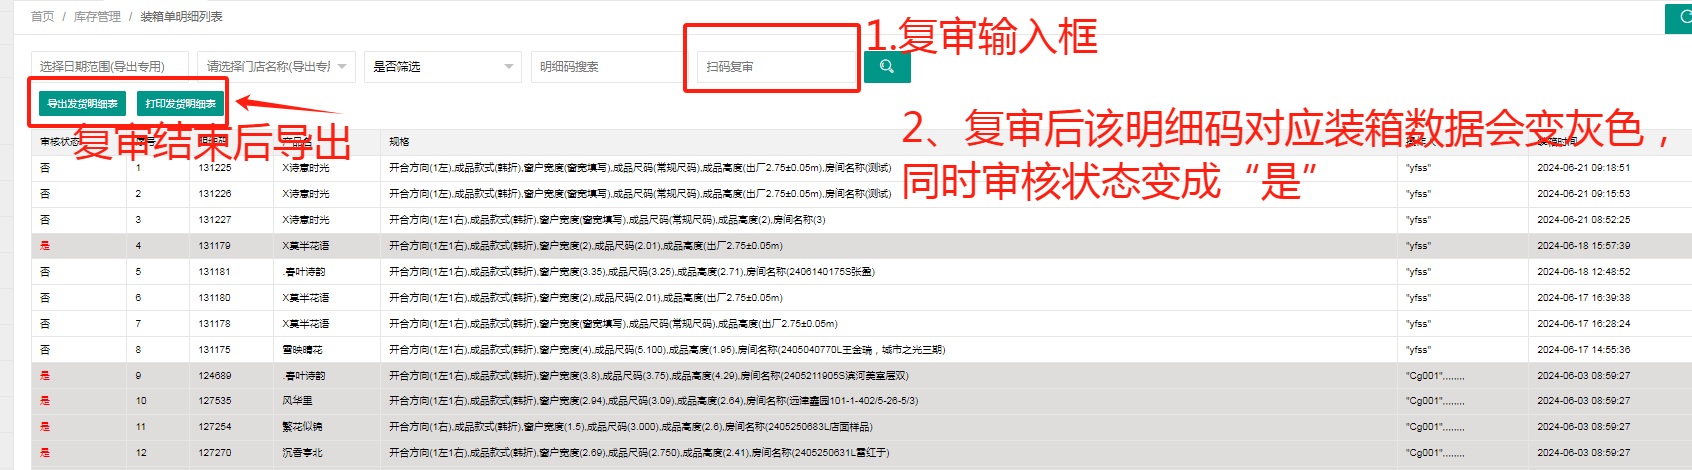 首页 / 库存管理 / 装箱单明细列表
1.复审输入框
选择日期范围(导出专用) 请选择门店名称(导出专用 是否筛选 明细码搜索 扫码复审
导出发货明细表 打印发货明细表
复审结束后导出
2、复审后该明细码对应装箱数据会变灰色，
同时审核状态变成“是”
审核状态 序号 明细码 产品名 规格 装箱时间
否 1 131225 X诗意时光 开合方向(1左),成品款式(韩折),窗户宽度(窗宽填写),成品尺码(常规尺码),成品高度(出厂2.75±0.05m),房间名称(测试) "yfss" 2024-06-21 09:18:51
否 2 131226 X诗意时光 开合方向(1左),成品款式(韩折),窗户宽度(窗宽填写),成品尺码(常规尺码),成品高度(出厂2.75±0.05m),房间名称(测试) "yfss" 2024-06-21 09:15:53
否 3 131227 X诗意时光 开合方向(1左1右),成品款式(韩折),窗户宽度(窗宽填写),成品尺码(常规尺码),成品高度(2),房间名称(3) "yfss" 2024-06-21 08:52:25
是 4 131179 X莫半花语 开合方向(1左1右),成品款式(韩折),窗户宽度(2),成品尺码(2.01),成品高度(出厂2.75±0.05m) "yfss" 2024-06-18 15:57:39
否 5 131181 .春叶诗韵 开合方向(1左1右),成品款式(韩折),窗户宽度(3.35),成品尺码(3.25),成品高度(2.71),房间名称(2406140175S张盈) "yfss" 2024-06-18 12:48:52
否 6 131180 X莫半花语 开合方向(1左1右),成品款式(韩折),窗户宽度(2),成品尺码(2.01),成品高度(出厂2.75±0.05m) "yfss" 2024-06-17 16:39:38
否 7 131178 X莫半花语 开合方向(1左1右),成品款式(韩折),窗户宽度(窗宽填写),成品尺码(常规尺码),成品高度(出厂2.75±0.05m) "yfss" 2024-06-17 16:28:24
否 8 131175 雪映晴花 开合方向(1左1右),成品款式(韩折),窗户宽度(4),成品尺码(5.100),成品高度(1.95),房间名称(2405040770L王金瑞，城市之光三期) "yfss" 2024-06-17 14:55:36
是 9 124689 .春叶诗韵 开合方向(1左1右),成品款式(韩折),窗户宽度(3.8),成品尺码(3.75),成品高度(4.29),房间名称(2405211905S滨河美室层双) "Cg001",,,,,,,, 2024-06-03 08:59:27
是 10 127535 风华里 开合方向(1左1右),成品款式(韩折),窗户宽度(2.94),成品尺码(3.09),成品高度(2.64),房间名称(远津鑫园101-1-402/5-26-5/3) "Cg001",,,,,,,, 2024-06-03 08:59:27
是 11 127254 繁花似锦 开合方向(1右),成品款式(韩折),窗户宽度(1.5),成品尺码(3.000),成品高度(2.6),房间名称(2405250683L店面样品) "Cg001",,,,,,,, 2024-06-03 08:59:27
是 12 127270 沉香亭北 开合方向(1左1右),成品款式(韩折),窗户宽度(2.69),成品尺码(2.750),成品高度(2.41),房间名称(2405250631L雷红于) "Cg001",,,,,,,, 2024-06-03 08:59:27